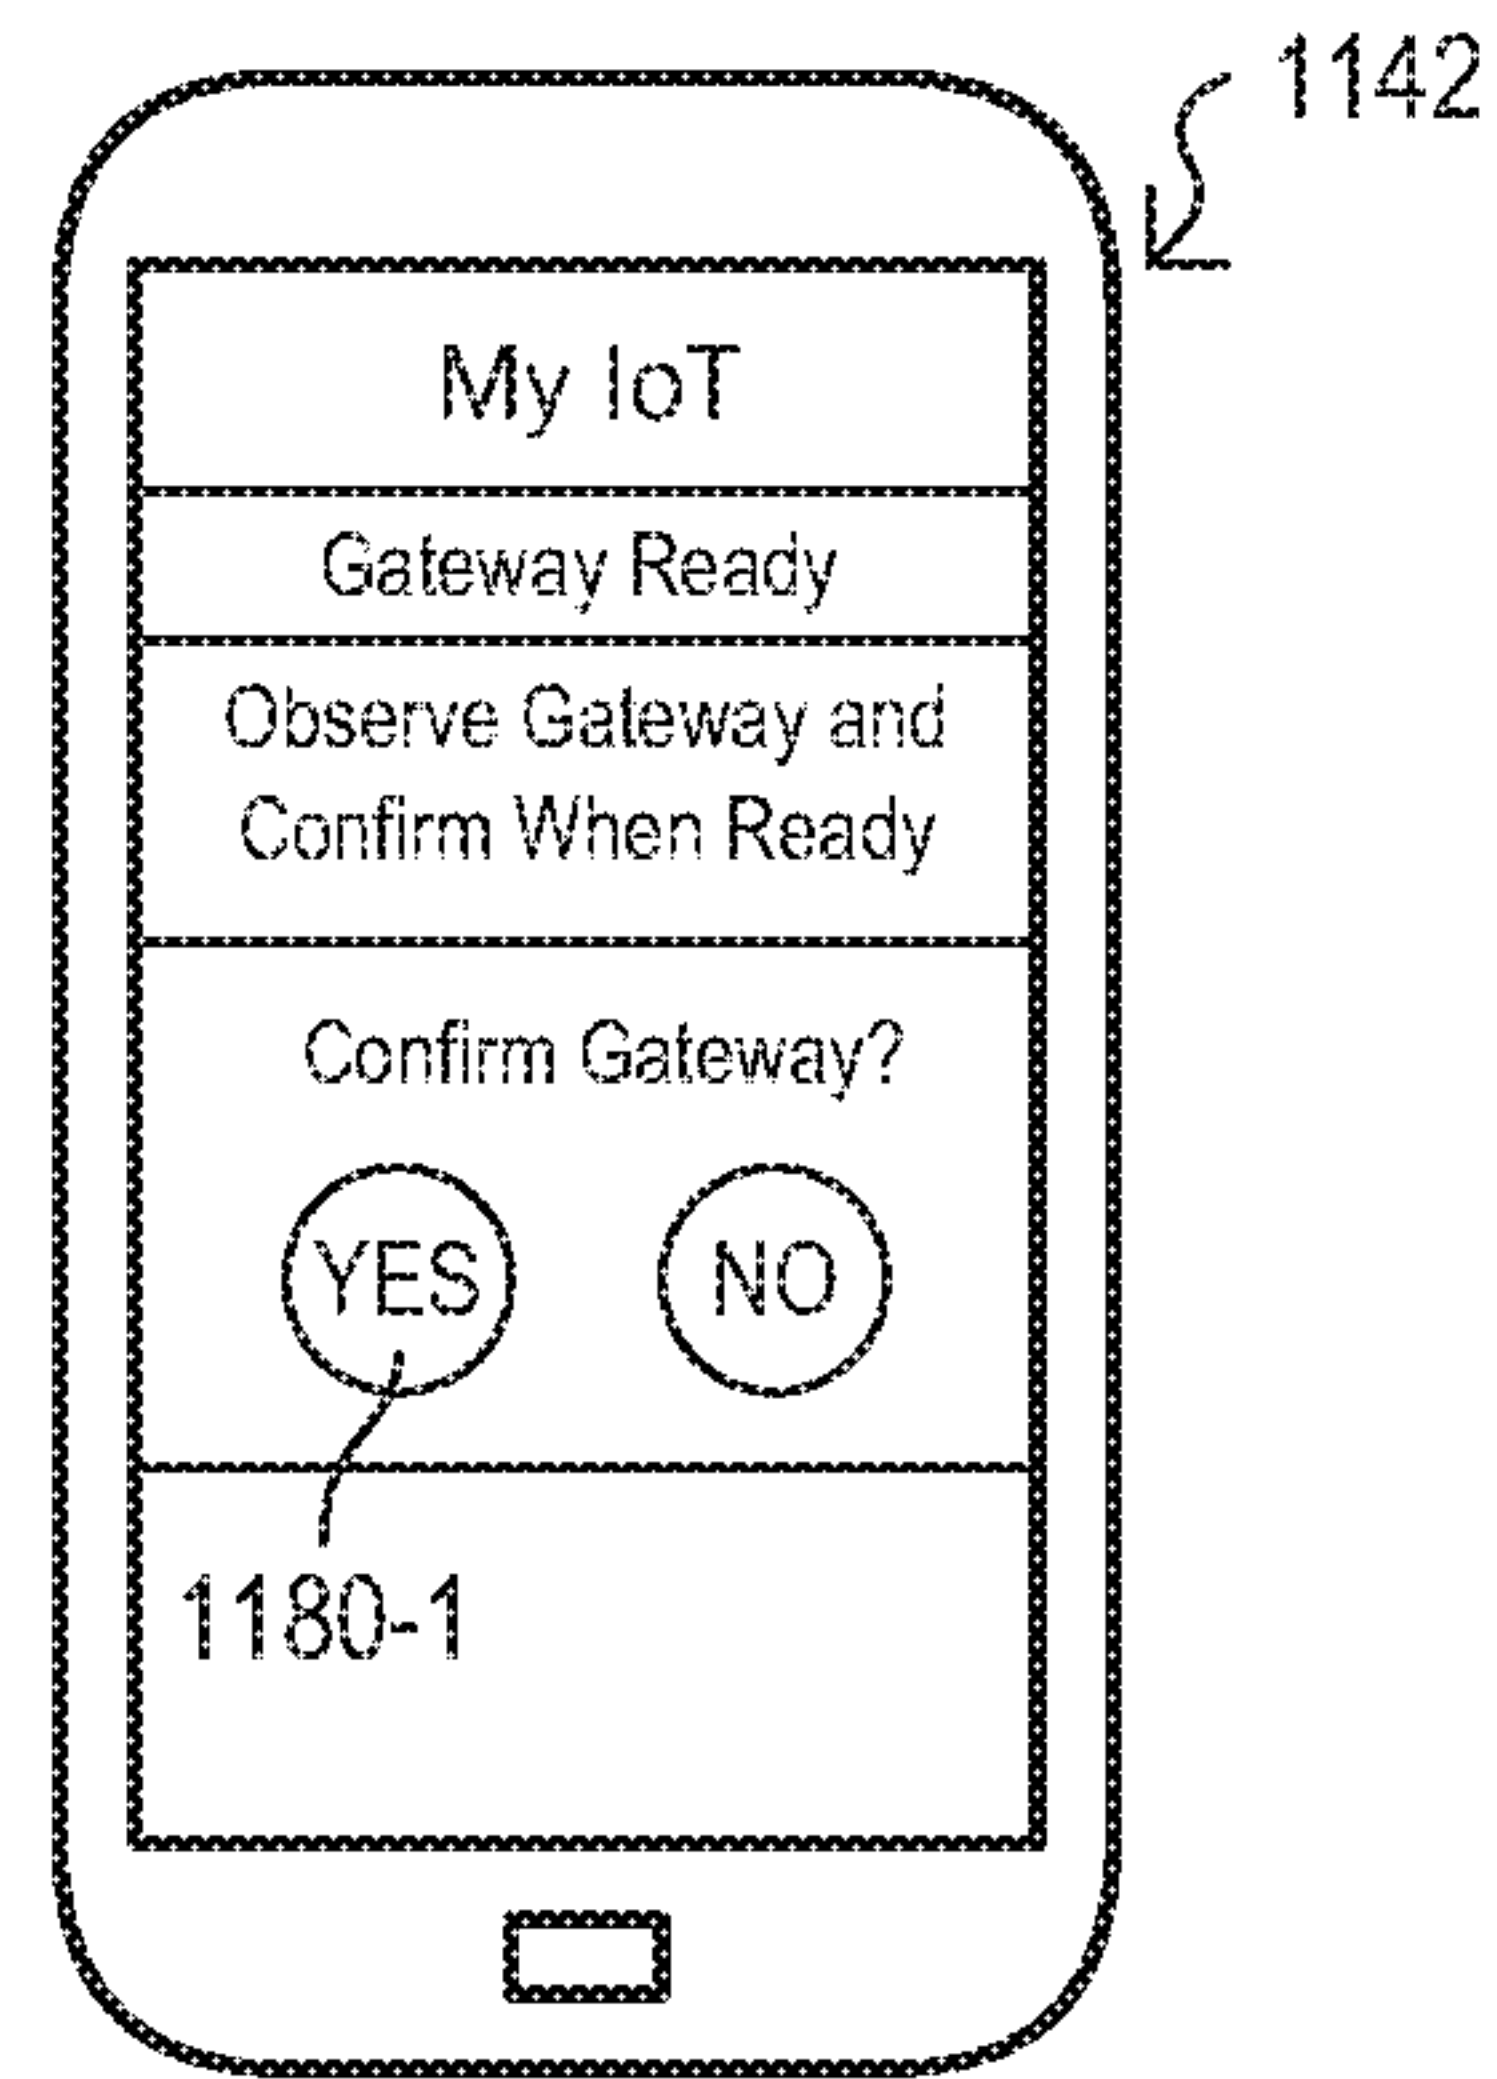 1142
My IoT
Gateway Ready
Observe Gateway and
Confirm When Ready
Confirm Gateway?
YES NO
1180-1